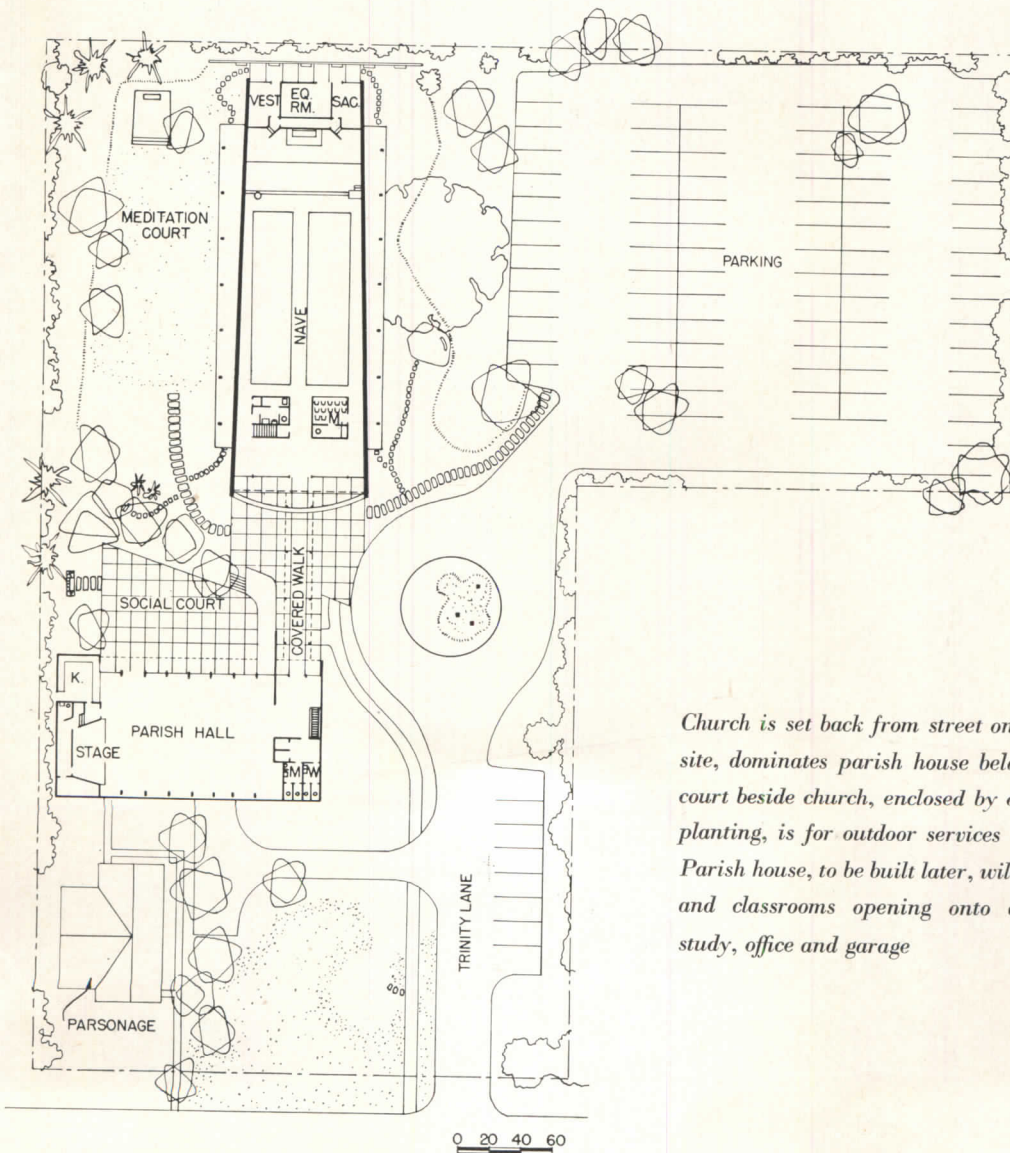 VEST.
EQ.
RM.
SAC.
MEDITATION
COURT
NAVE
PARKING
M.
SOCIAL COURT
COVERED WALK
K.
STAGE
PARISH HALL
M
W
TRINITY LANE
PARSONAGE
0 20 40 60
Church is set back from street on
site, dominates parish house
court beside church, enclosed by
planting, is for outdoor services
Parish house, to be built later,
and classrooms opening onto
study, office and garage